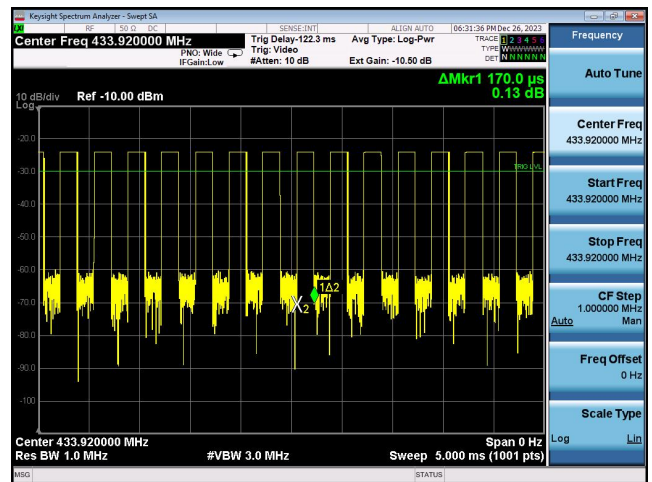 Keysight Spectrum Analyzer - Swept SA
RF 50 Ω DC SENSE:INT ALIGN AUTO 06:31:36 PM Dec 26, 2023
Center Freq 433.920000 MHz
PNO: Wide
IFGain:Low
Trig Delay-122.3 ms
Trig: Video
#Atten: 10 dB
Avg Type: Log-Pwr
Ext Gain: -10.50 dB
TRACE 1 2 3 4 5 6
TYPE
DET N N N N N N
ΔMkr1 170.0 µs
0.13 dB
10 dB/div Ref -10.00 dBm
Log
-20.0
-30.0
-40.0
-50.0
-60.0
-70.0
-80.0
-90.0
-100
TRIG LVL
1Δ2
X2
Center 433.920000 MHz Span 0 Hz
Res BW 1.0 MHz #VBW 3.0 MHz Sweep 5.000 ms (1001 pts)
MSG STATUS
Frequency
Auto Tune
Center Freq
433.920000 MHz
Start Freq
433.920000 MHz
Stop Freq
433.920000 MHz
CF Step
1.000000 MHz
Auto Man
Freq Offset
0 Hz
Scale Type
Log Lin